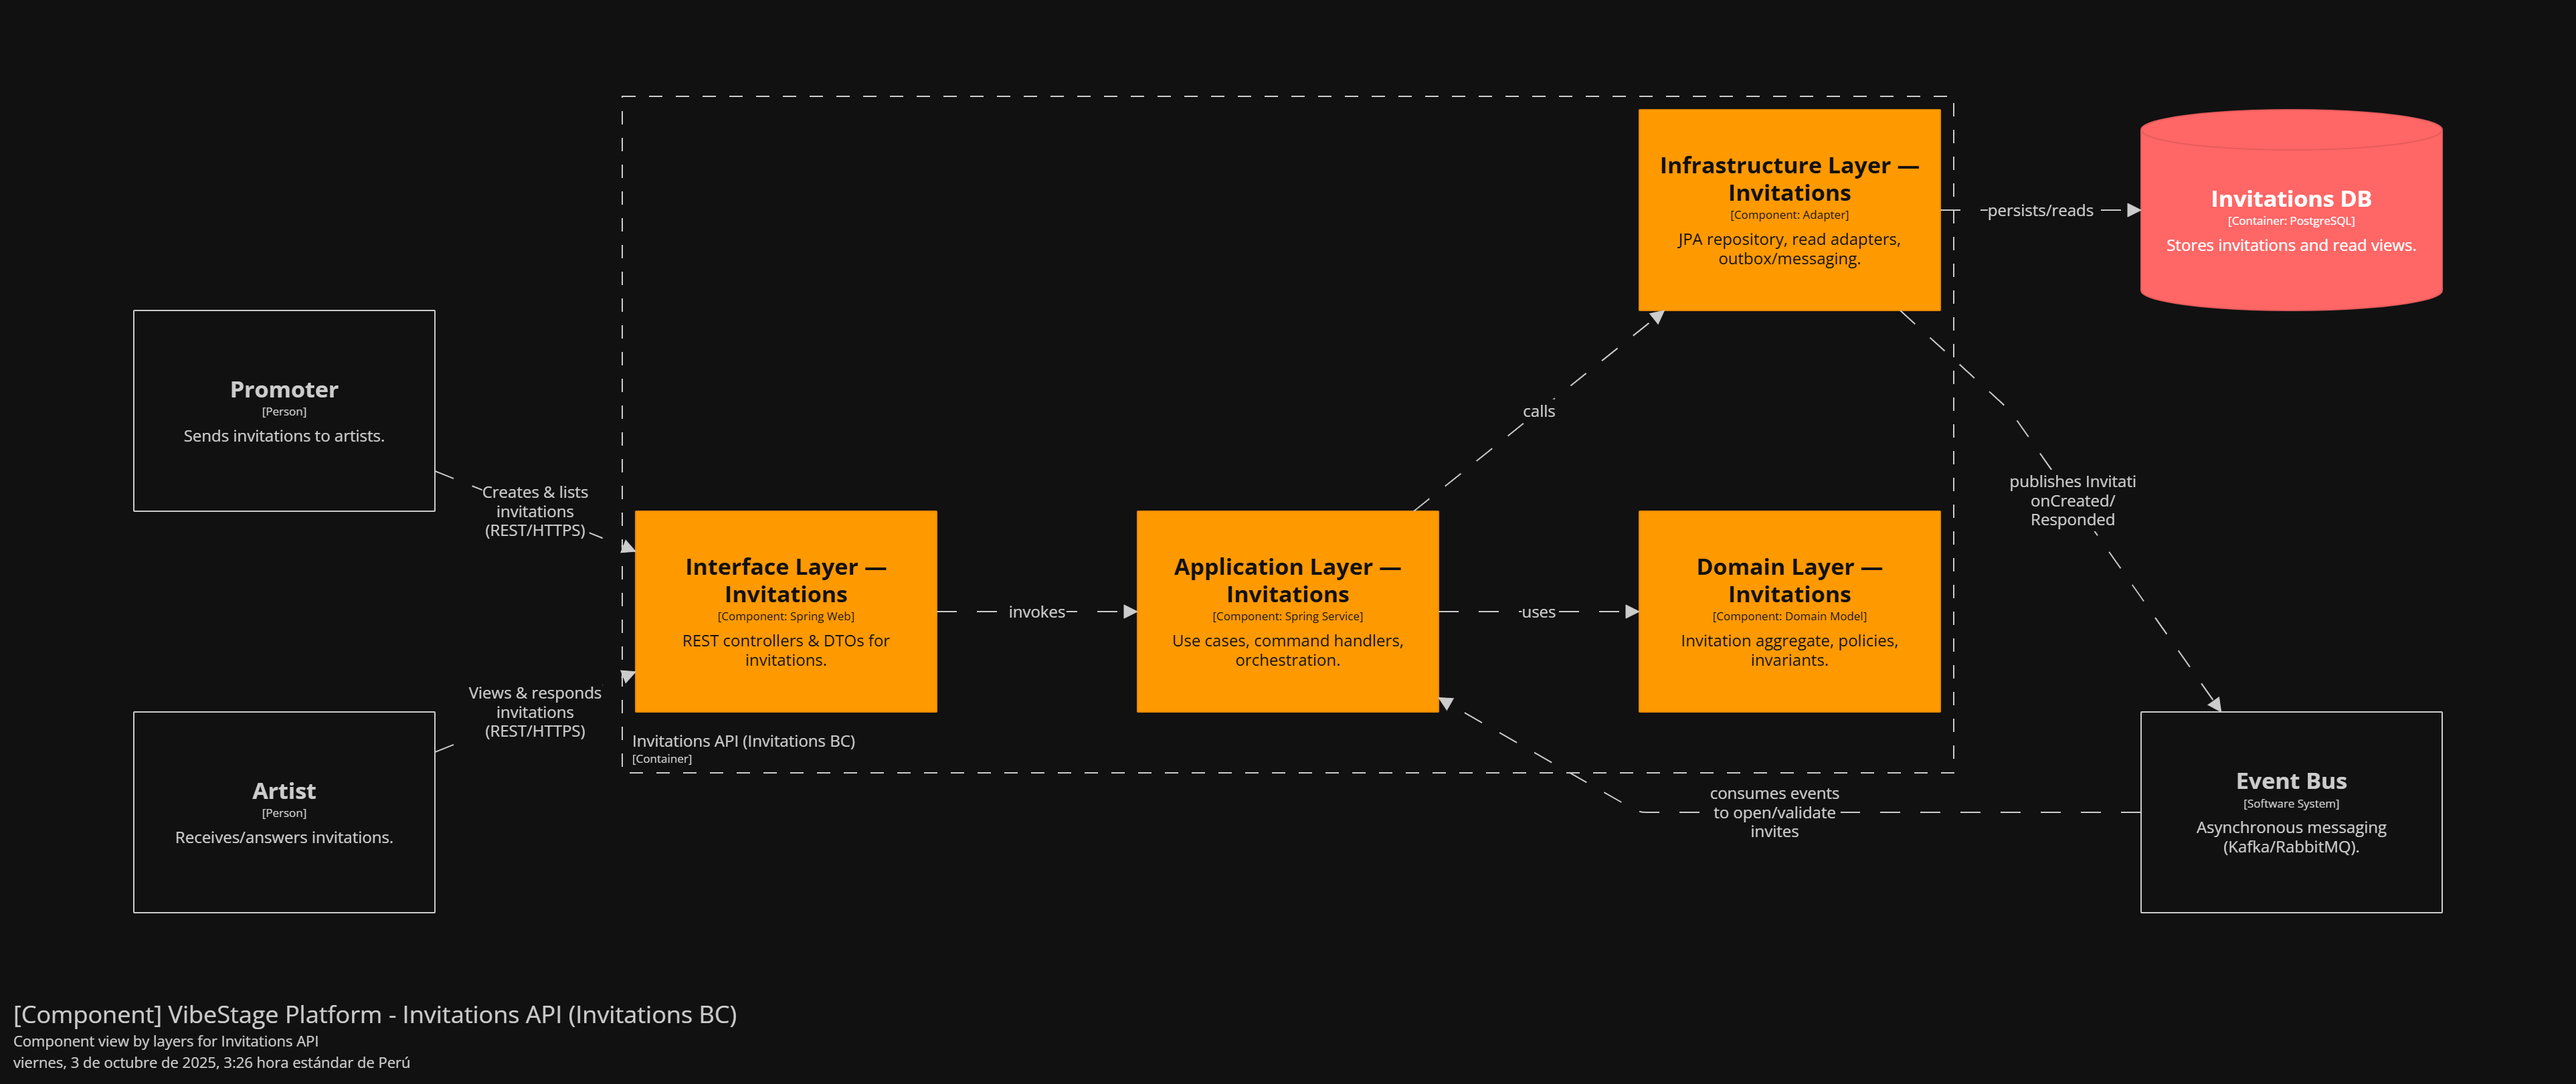 Infrastructure Layer —
Invitations
[Component: Adapter]
JPA repository, read adapters,
outbox/messaging.
persists/reads
Invitations DB
[Container: PostgreSQL]
Stores invitations and read views.
Promoter
[Person]
Sends invitations to artists.
calls
Creates & lists
invitations
(REST/HTTPS)
publishes Invitati
onCreated/
Responded
Interface Layer —
Invitations
[Component: Spring Web]
REST controllers & DTOs for
invitations.
invokes
Application Layer —
Invitations
[Component: Spring Service]
Use cases, command handlers,
orchestration.
uses
Domain Layer —
Invitations
[Component: Domain Model]
Invitation aggregate, policies,
invariants.
Views & responds
invitations
(REST/HTTPS)
Invitations API (Invitations BC)
[Container]
Artist
[Person]
Receives/answers invitations.
consumes events
to open/validate
invites
Event Bus
[Software System]
Asynchronous messaging
(Kafka/RabbitMQ).
[Component] VibeStage Platform - Invitations API (Invitations BC)
Component view by layers for Invitations API
viernes, 3 de octubre de 2025, 3:26 hora estándar de Perú